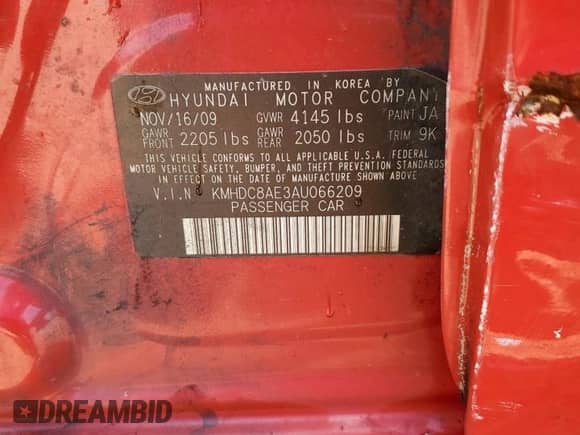 MANUFACTURED IN KOREA BY
HYUNDAI MOTOR COMPANY
NOV/16/09 GVWR 4145 lbs PAINT JA
GAWR FRONT 2205 lbs GAWR REAR 2050 lbs TRIM 9K
THIS VEHICLE CONFORMS TO ALL APPLICABLE U.S.A. FEDERAL
MOTOR VEHICLE SAFETY, BUMPER, AND THEFT PREVENTION STANDARDS
IN EFFECT ON THE DATE OF MANUFACTURE SHOWN ABOVE.
V.I.N KMHDC8AE3AU066209
PASSENGER CAR
DREAMBID